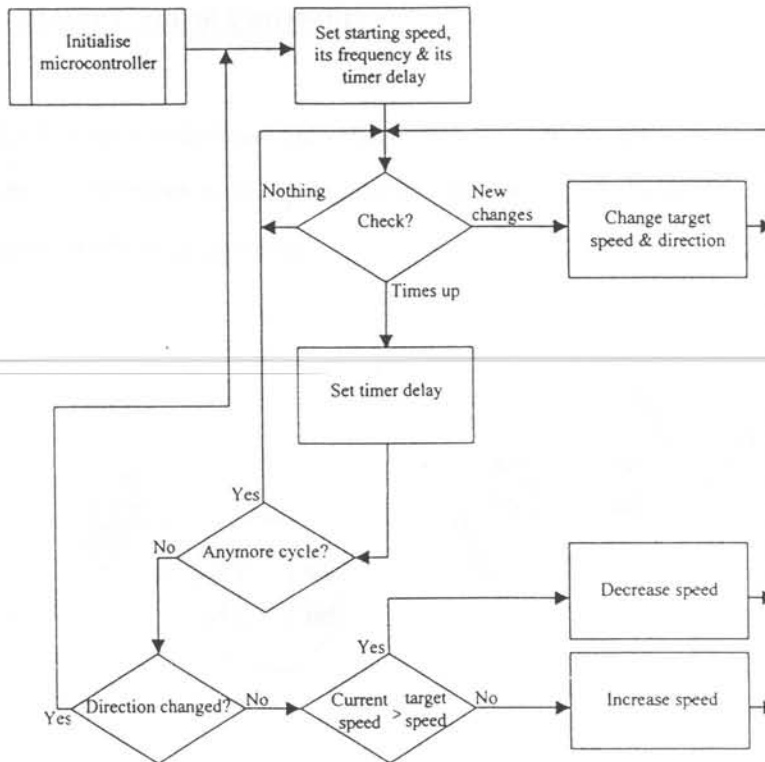 Initialise
microcontroller
Set starting speed,
its frequency & its
timer delay
Nothing
Check?
New
changes
Change target
speed & direction
Times up
Set timer delay
Yes
No
Anymore cycle?
Decrease speed
Yes
Yes
Direction changed?
No
Current > target
speed speed
No
Increase speed